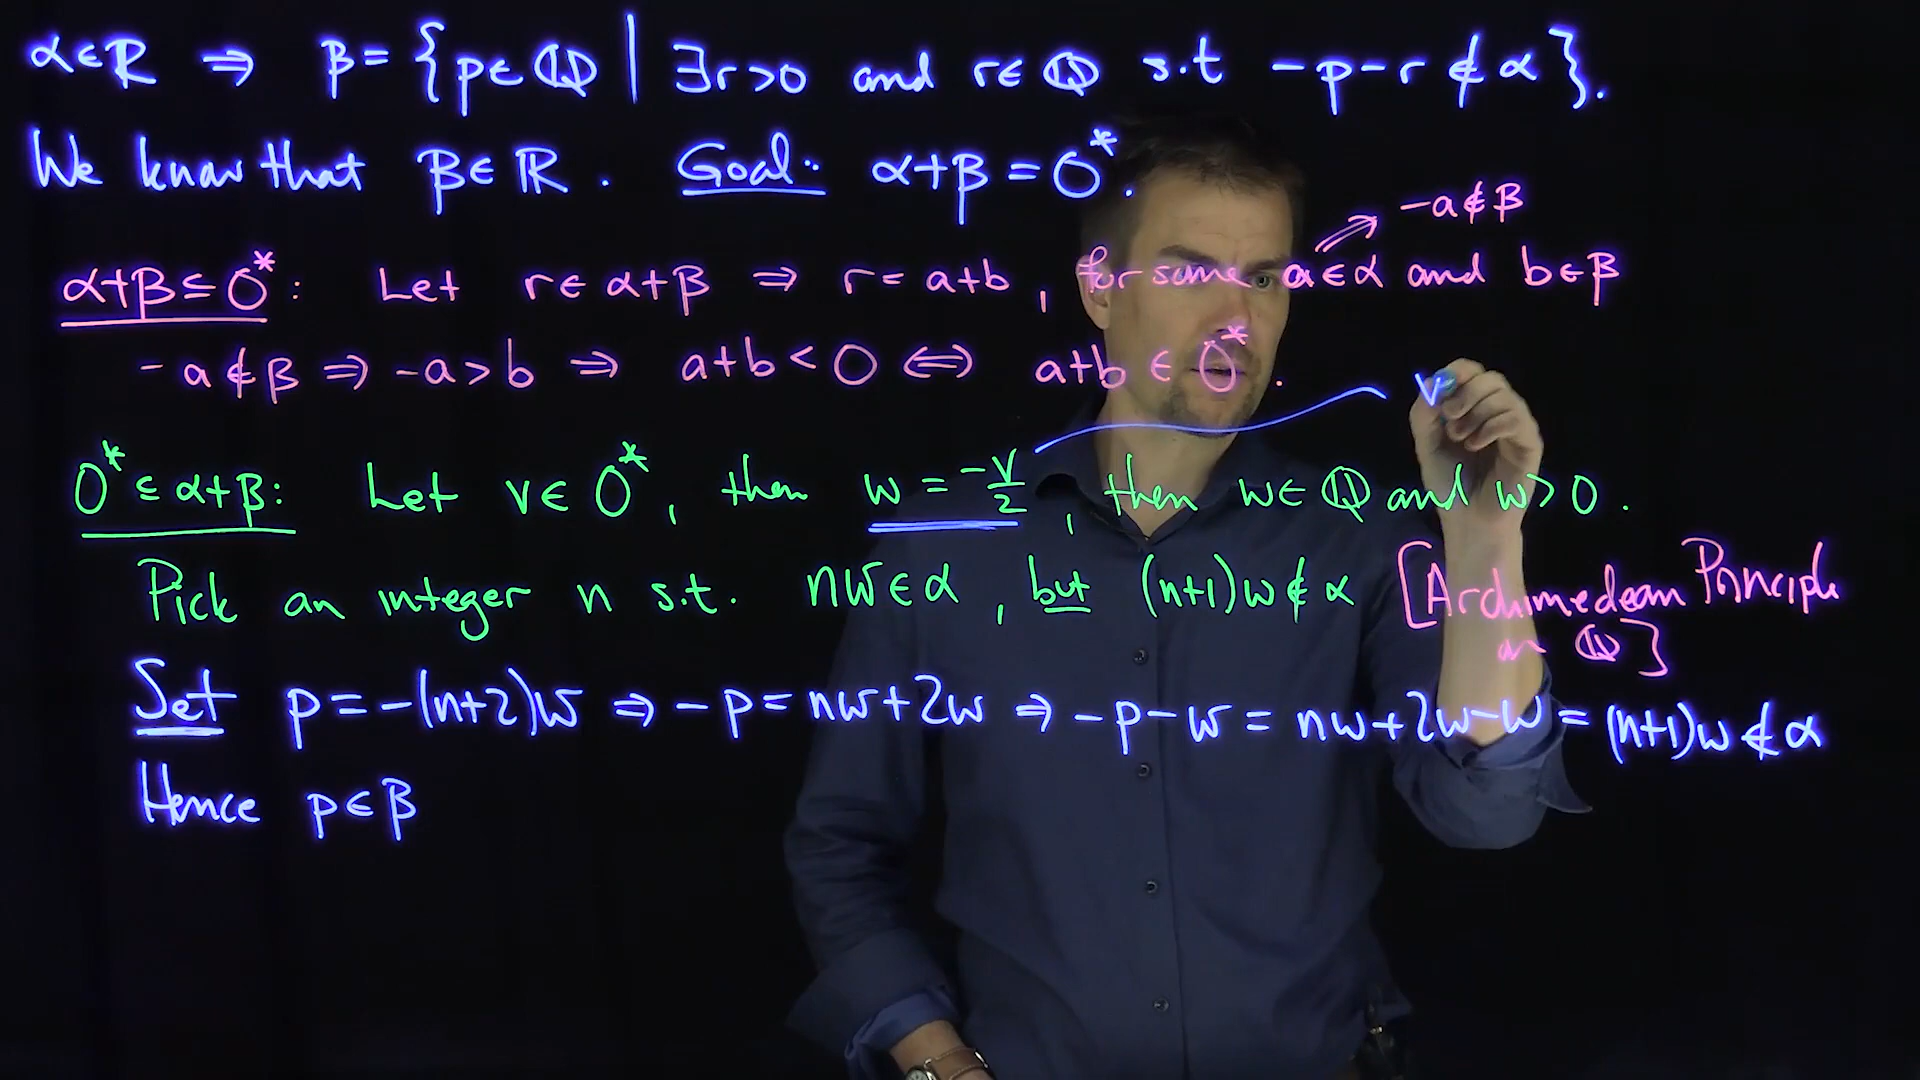 α∈ℝ ⇒ β = {p∈ℚ | ∃r>0 and r∈ℚ s.t -p-r∉α}.
We know that β∈ℝ. Goal: α+β = 0*.
-a∉β
α+β⊆0*: Let r∈α+β ⇒ r = a+b, for some a∈α and b∈β
-a∉β ⇒ -a>b ⇒ a+b<0 ⇔ a+b∈0*.
v
0*⊆α+β: Let v∈0*, then w = -v/2, then w∈ℚ and w>0.
Pick an integer n s.t. nw∈α, but (n+1)w∉α [Archimedean Principle
on ℚ]
Set p=-(n+2)w ⇒ -p=nw+2w ⇒ -p-w = nw+2w-w = (n+1)w∉α
Hence p∈β